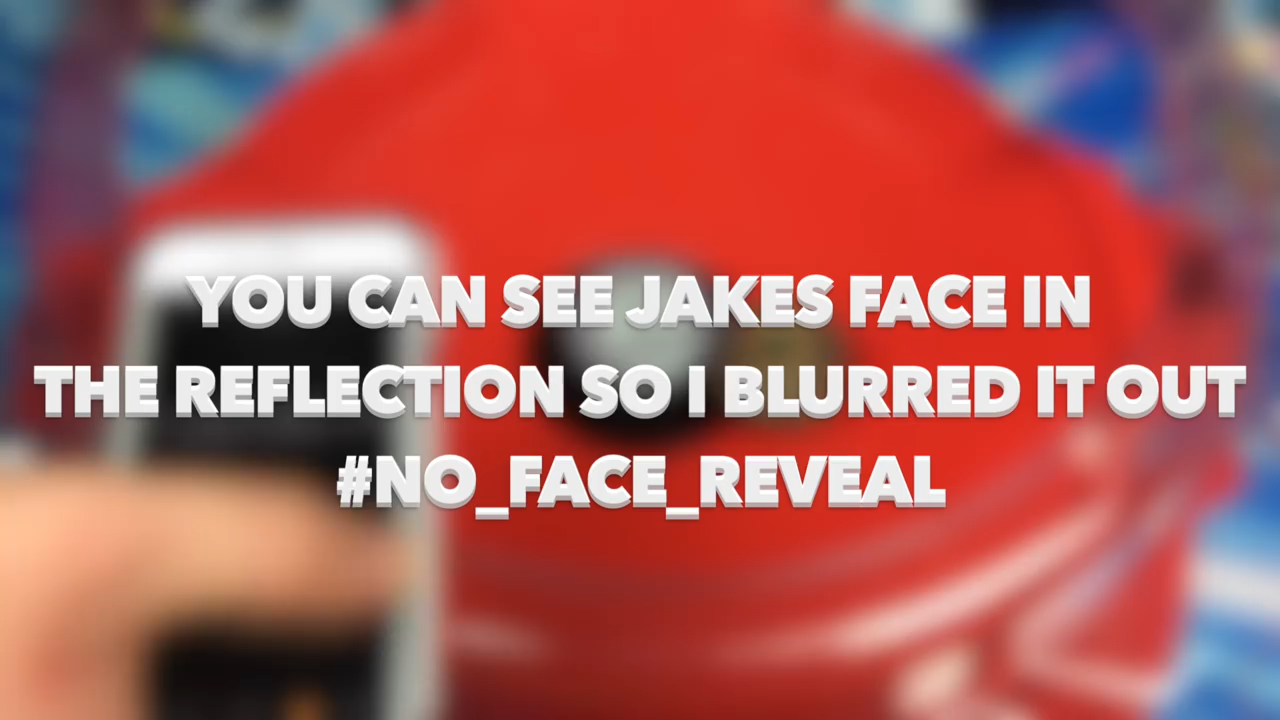 YOU CAN SEE JAKES FACE IN
THE REFLECTION SO I BLURRED IT OUT
#NO_FACE_REVEAL